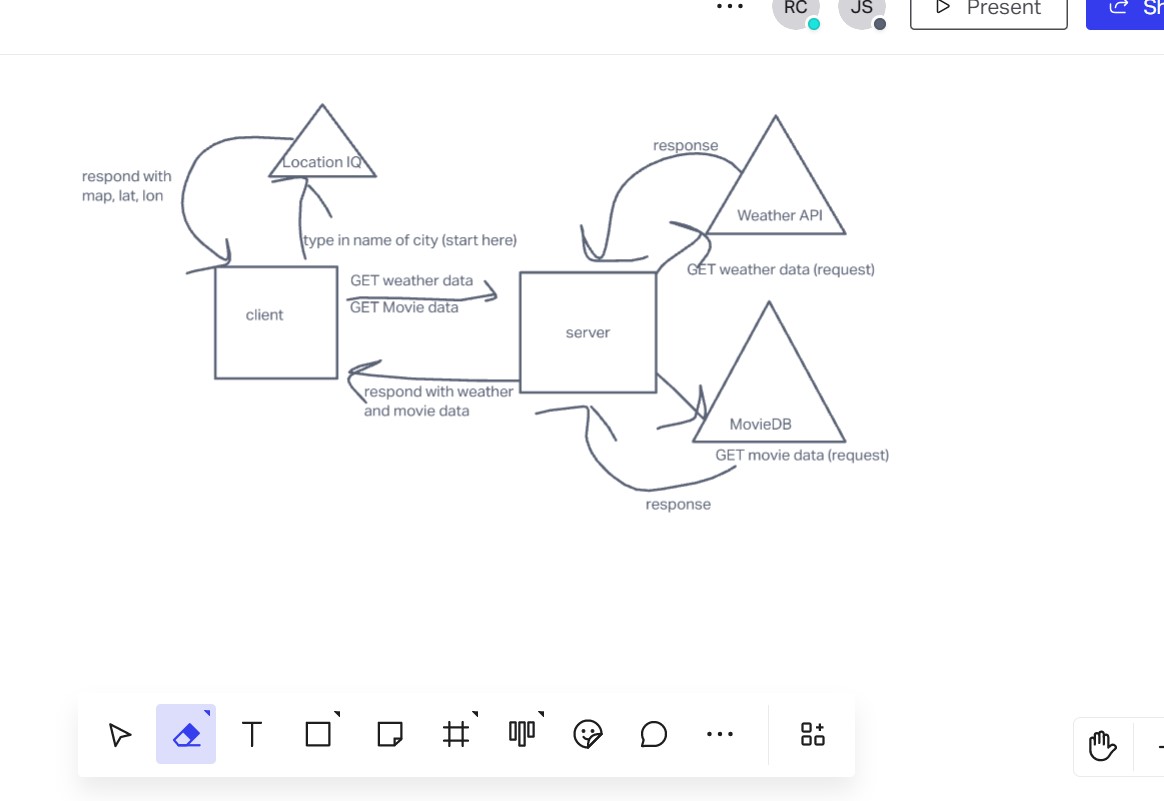 RC
JS
Present
Sh
Location IQ
respond with
map, lat, lon
type in name of city (start here)
client
GET weather data
GET Movie data
respond with weather
and movie data
server
response
Weather API
GET weather data (request)
MovieDB
GET movie data (request)
response
T